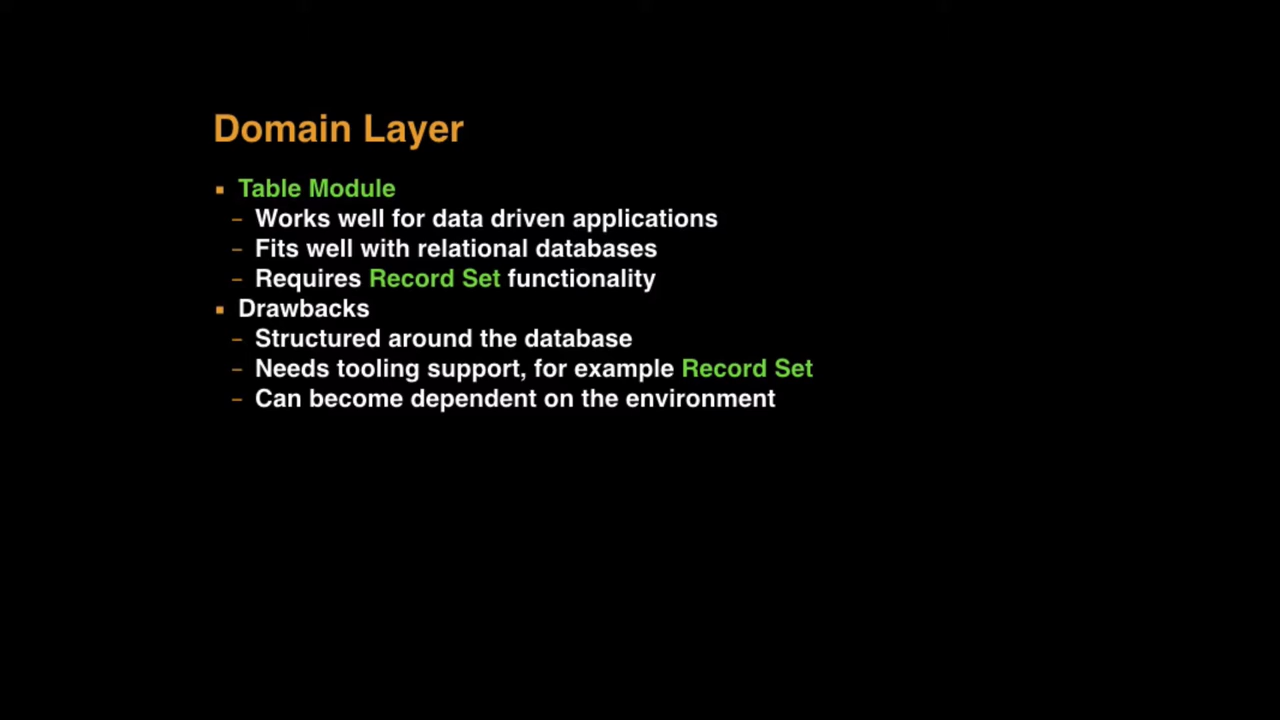 Domain Layer
▪ Table Module
– Works well for data driven applications
– Fits well with relational databases
– Requires Record Set functionality
▪ Drawbacks
– Structured around the database
– Needs tooling support, for example Record Set
– Can become dependent on the environment